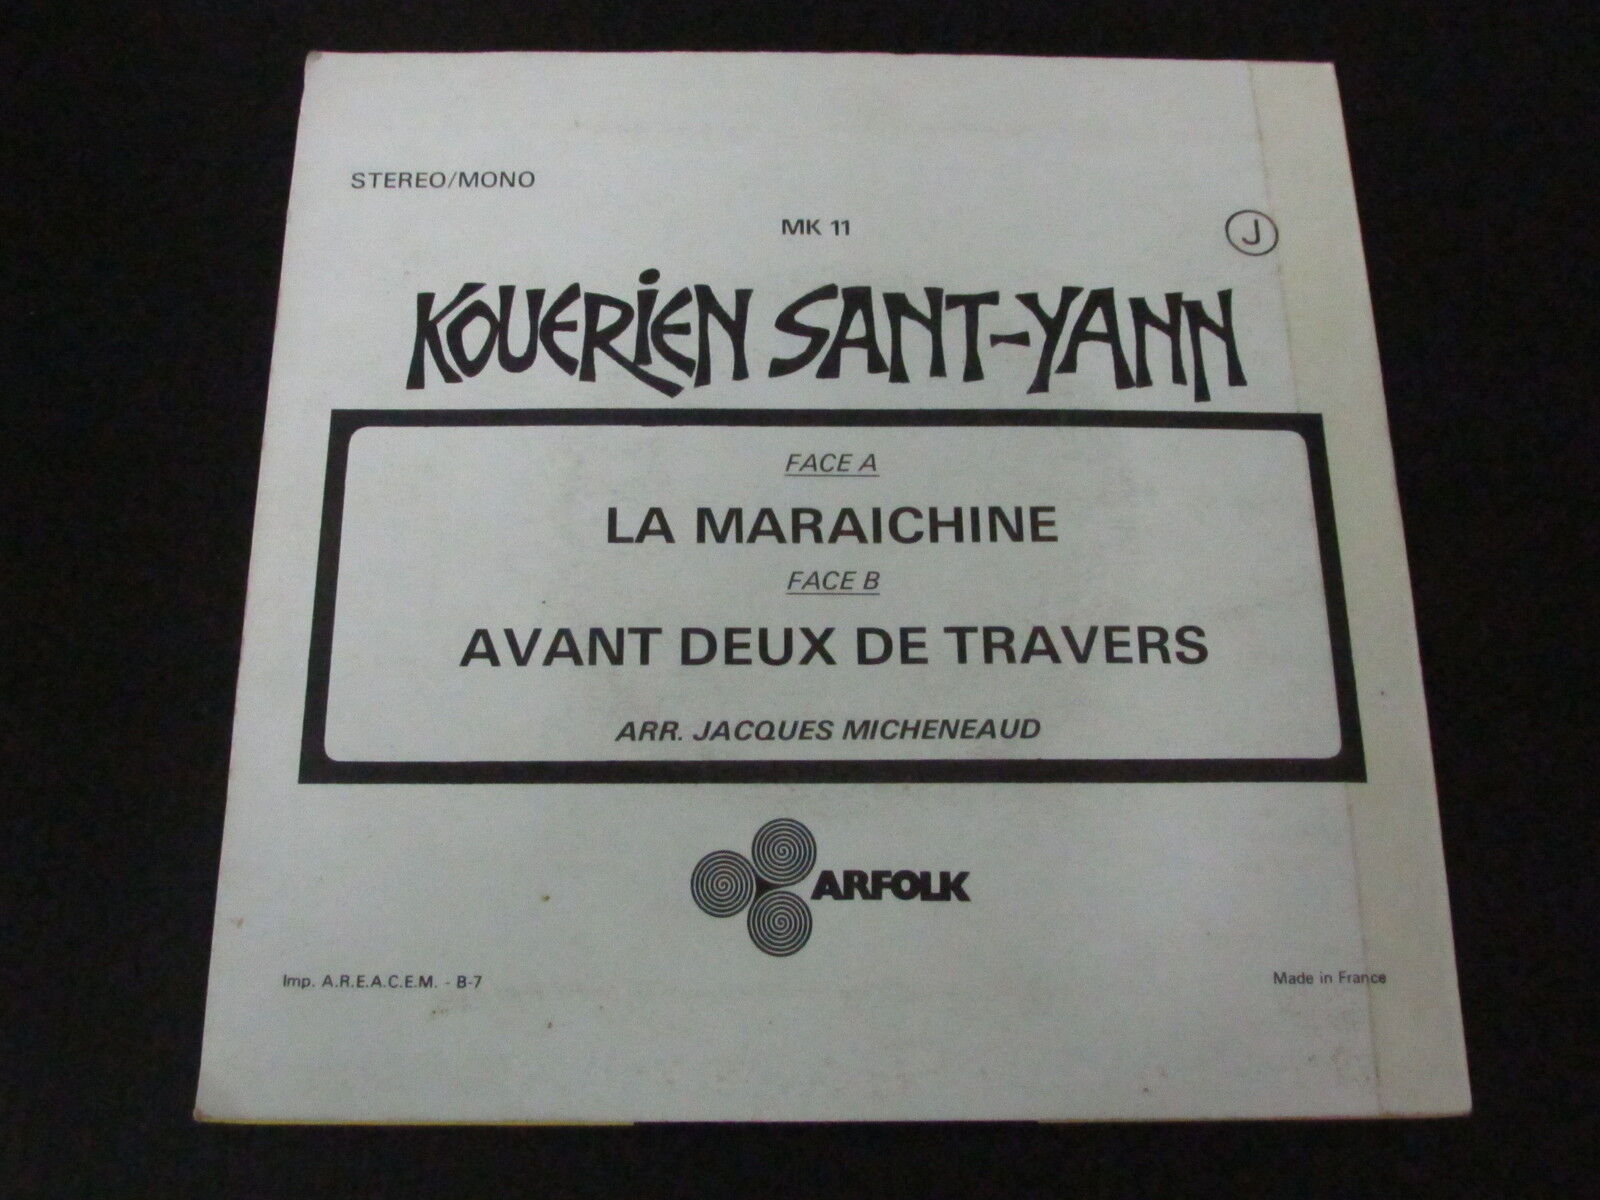 STEREO/MONO
MK 11
J
KOUERIEN SANT-YANN
FACE A
LA MARAICHINE
FACE B
AVANT DEUX DE TRAVERS
ARR. JACQUES MICHENEAUD
ARFOLK
Imp. A.R.E.A.C.E.M. - B-7
Made in France